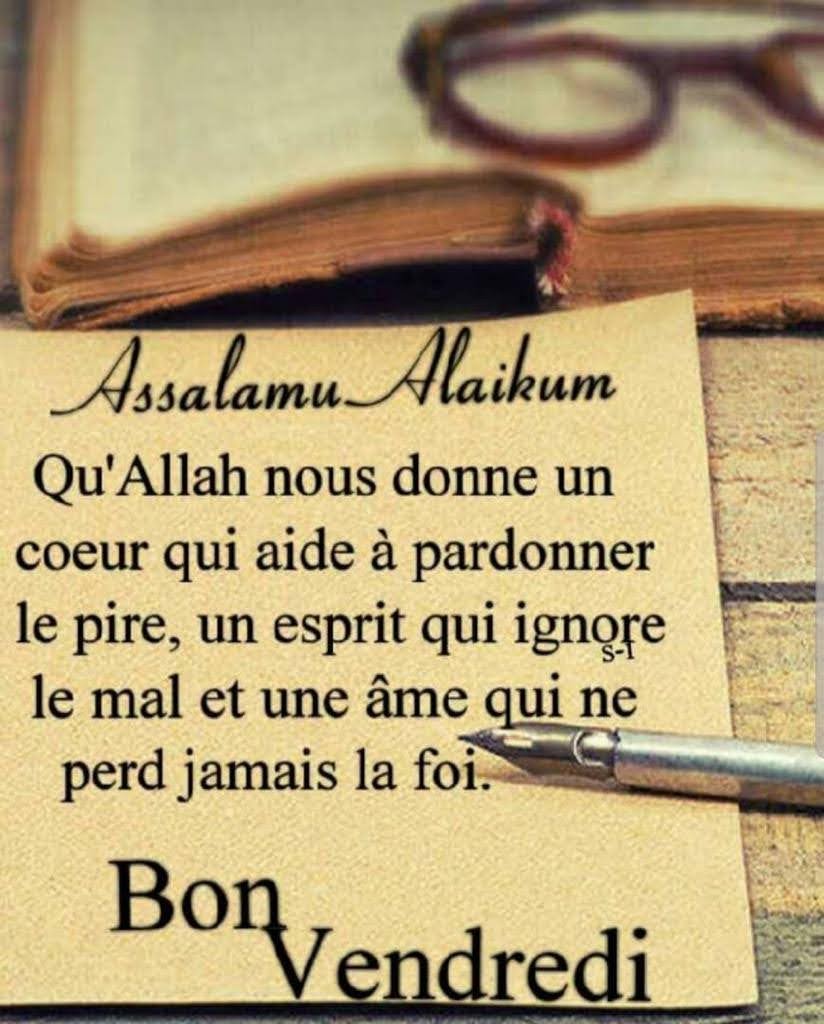 Assalamu Alaikum
Qu'Allah nous donne un
coeur qui aide à pardonner
le pire, un esprit qui ignore
s-1
le mal et une âme qui ne
perd jamais la foi.
Bon
Vendredi